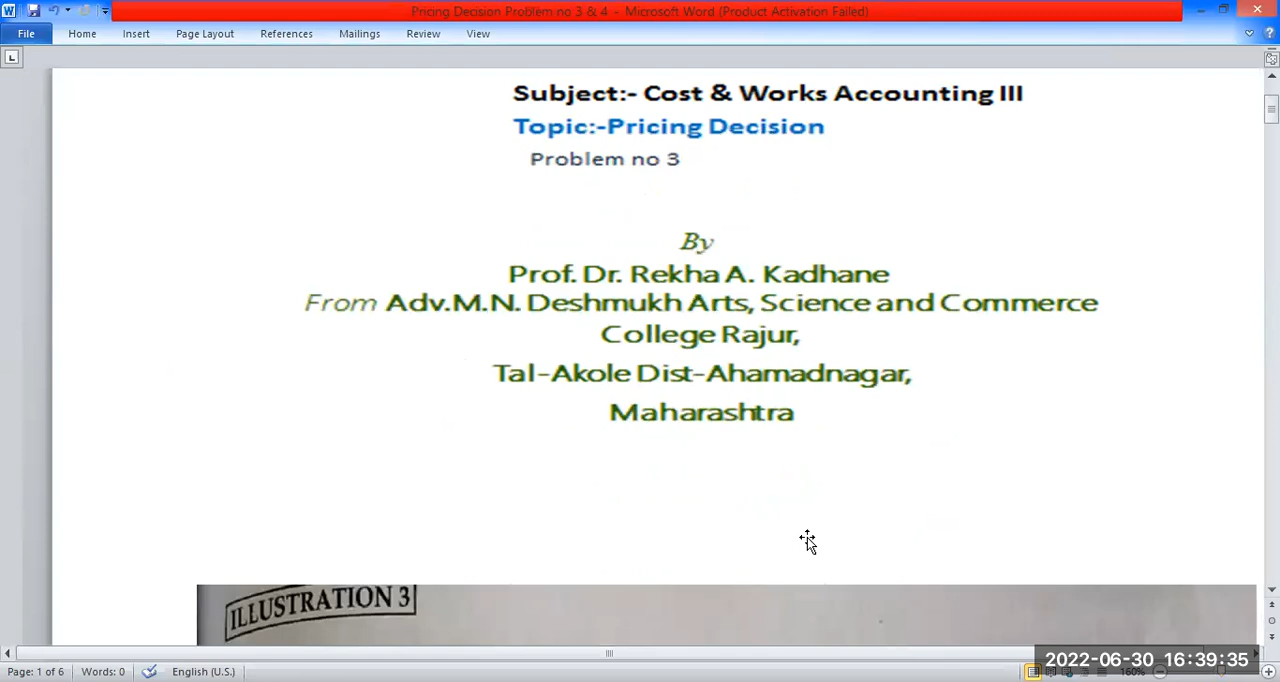 Pricing Decision Problem no 3 & 4 - Microsoft Word (Product Activation Failed)
File Home Insert Page Layout References Mailings Review View
Subject:- Cost & Works Accounting III
Topic:-Pricing Decision
Problem no 3
By
Prof. Dr. Rekha A. Kadhane
From Adv.M.N. Deshmukh Arts, Science and Commerce
College Rajur,
Tal-Akole Dist-Ahamadnagar,
Maharashtra
ILLUSTRATION 3
Page: 1 of 6 Words: 0 English (U.S.) 160%
2022-06-30 16:39:35